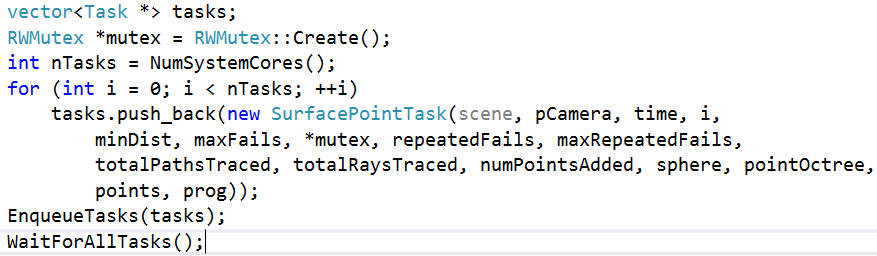 vector<Task *> tasks;
RWMutex *mutex = RWMutex::Create();
int nTasks = NumSystemCores();
for (int i = 0; i < nTasks; ++i)
    tasks.push_back(new SurfacePointTask(scene, pCamera, time, i,
        minDist, maxFails, *mutex, repeatedFails, maxRepeatedFails,
        totalPathsTraced, totalRaysTraced, numPointsAdded, sphere, pointOctree,
        points, prog));
EnqueueTasks(tasks);
WaitForAllTasks();